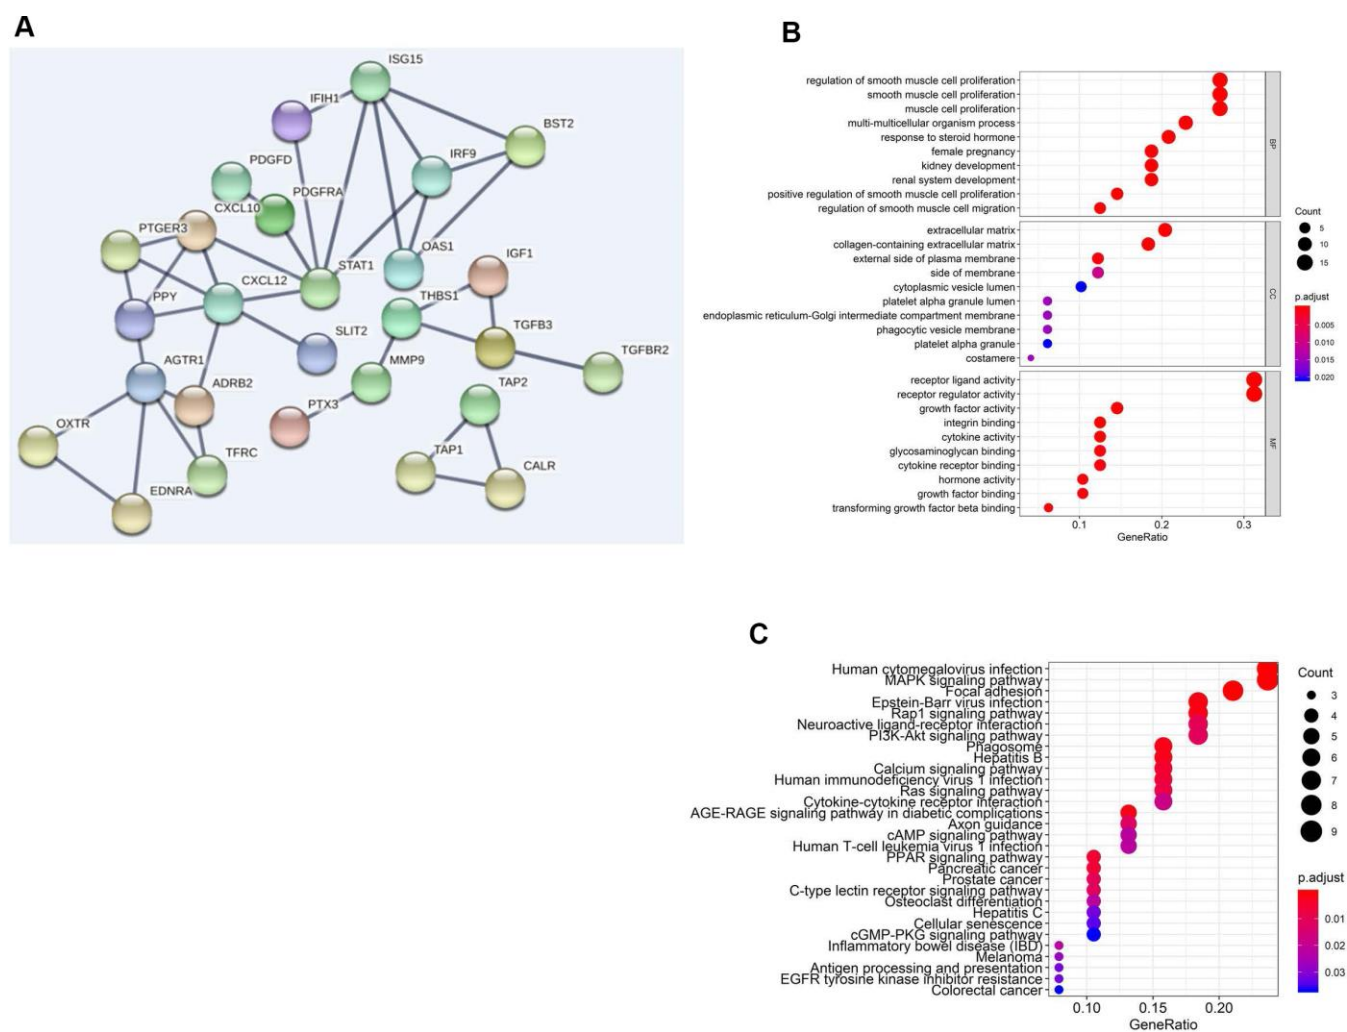 A
ISG15
IFIH1
BST2
IRF9
PDGFD
PDGFRA
CXCL10
PTGER3
OAS1
IGF1
STAT1
CXCL12
PPY
THBS1
SLIT2
TGFB3
TGFBR2
AGTR1
MMP9
ADRB2
TAP2
PTX3
OXTR
TFRC
TAP1
CALR
EDNRA
B
regulation of smooth muscle cell proliferation
smooth muscle cell proliferation
muscle cell proliferation
multi-multicellular organism process
response to steroid hormone
female pregnancy
kidney development
renal system development
positive regulation of smooth muscle cell proliferation
regulation of smooth muscle cell migration
BP
extracellular matrix
collagen-containing extracellular matrix
external side of plasma membrane
side of membrane
cytoplasmic vesicle lumen
platelet alpha granule lumen
endoplasmic reticulum-Golgi intermediate compartment membrane
phagocytic vesicle membrane
platelet alpha granule
costamere
CC
receptor ligand activity
receptor regulator activity
growth factor activity
integrin binding
cytokine activity
glycosaminoglycan binding
cytokine receptor binding
hormone activity
growth factor binding
transforming growth factor beta binding
MF
0.1 0.2 0.3
GeneRatio
Count
5
10
15
p.adjust
0.005
0.010
0.015
0.020
C
Human cytomegalovirus infection
MAPK signaling pathway
Focal adhesion
Epstein-Barr virus infection
Rap1 signaling pathway
Neuroactive ligand-receptor interaction
PI3K-Akt signaling pathway
Phagosome
Hepatitis B
Calcium signaling pathway
Human immunodeficiency virus 1 infection
Ras signaling pathway
Cytokine-cytokine receptor interaction
AGE-RAGE signaling pathway in diabetic complications
Axon guidance
cAMP signaling pathway
Human T-cell leukemia virus 1 infection
PPAR signaling pathway
Pancreatic cancer
Prostate cancer
C-type lectin receptor signaling pathway
Osteoclast differentiation
Hepatitis C
Cellular senescence
cGMP-PKG signaling pathway
Inflammatory bowel disease (IBD)
Melanoma
Antigen processing and presentation
EGFR tyrosine kinase inhibitor resistance
Colorectal cancer
0.10 0.15 0.20
GeneRatio
Count
3
4
5
6
7
8
9
p.adjust
0.01
0.02
0.03